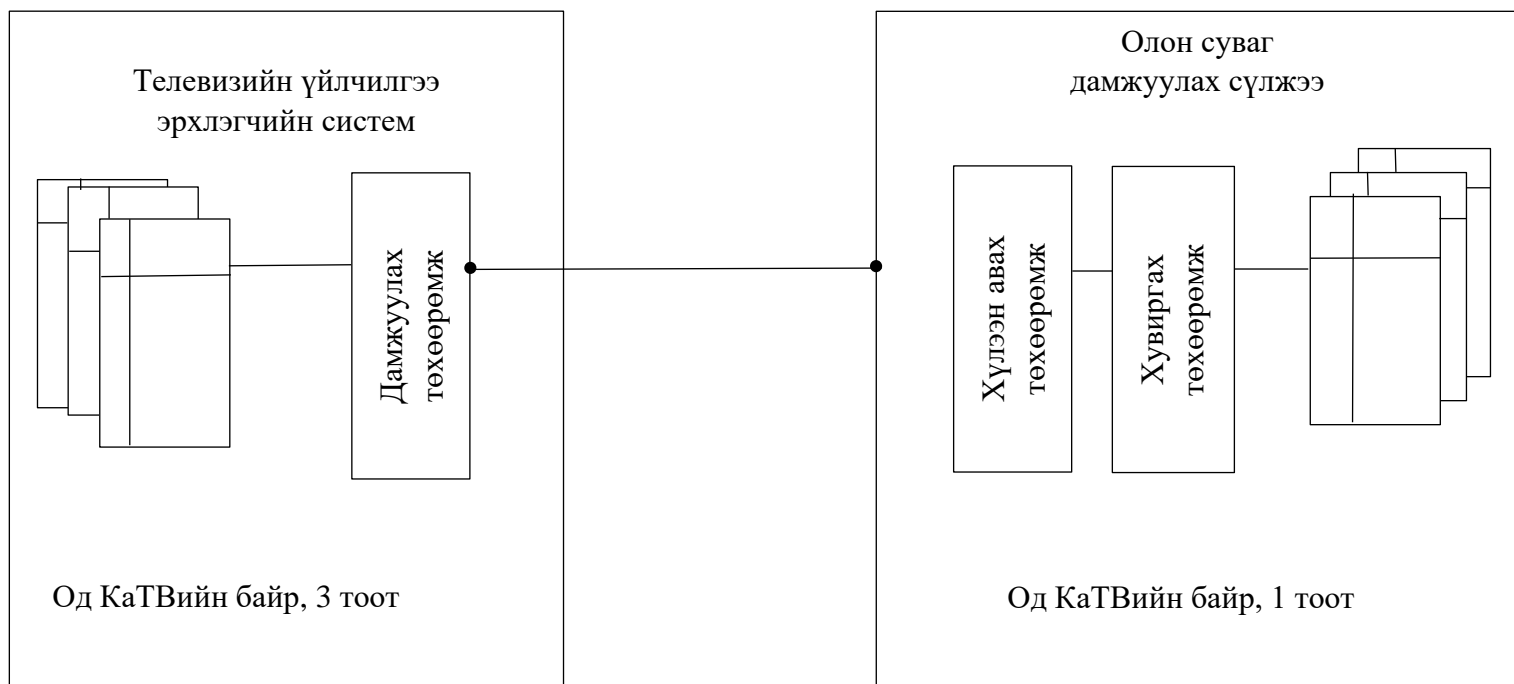 Телевизийн үйлчилгээ
эрхлэгчийн систем
Дамжуулах
төхөөрөмж
Од КаТВийн байр, 3 тоот
Олон суваг
дамжуулах сүлжээ
Хүлээн авах
төхөөрөмж
Хувиргах
төхөөрөмж
Од КаТВийн байр, 1 тоот